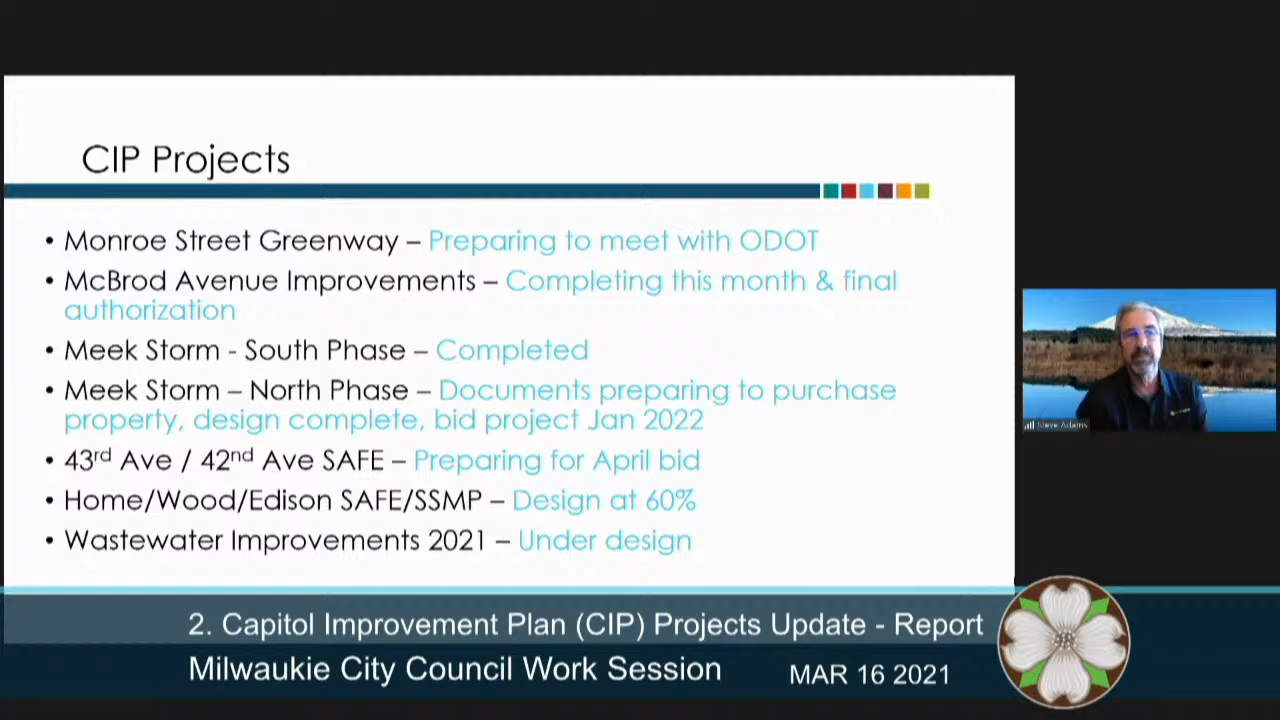 CIP Projects
• Monroe Street Greenway – Preparing to meet with ODOT
• McBrod Avenue Improvements – Completing this month & final
authorization
• Meek Storm - South Phase – Completed
• Meek Storm – North Phase – Documents preparing to purchase
property, design complete, bid project Jan 2022
• 43rd Ave / 42nd Ave SAFE – Preparing for April bid
• Home/Wood/Edison SAFE/SSMP – Design at 60%
• Wastewater Improvements 2021 – Under design
Steve Adams
2. Capitol Improvement Plan (CIP) Projects Update - Report
Milwaukie City Council Work Session MAR 16 2021